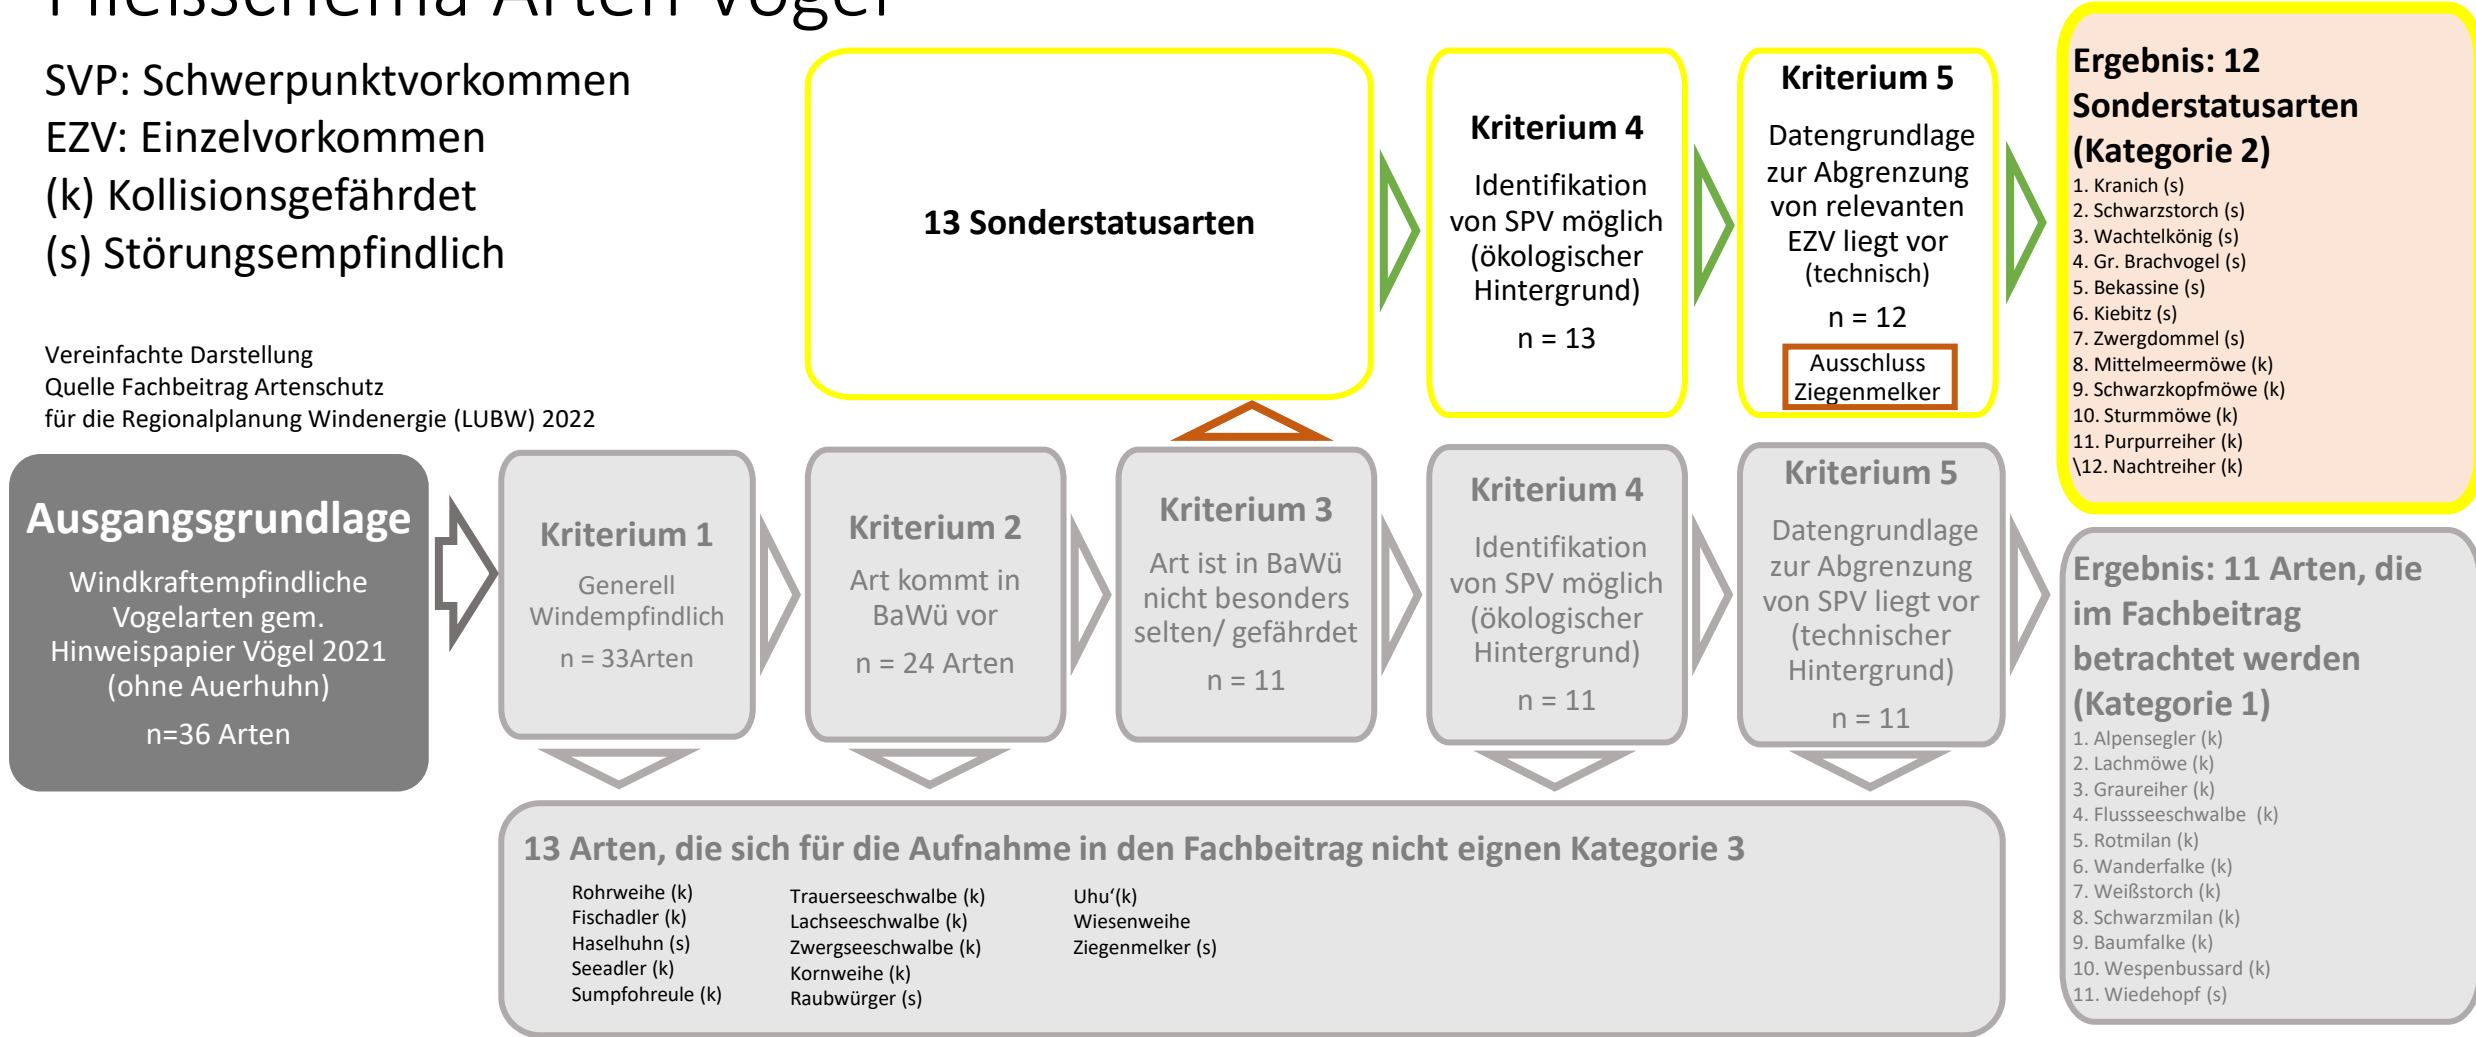 Fließschema Arten Vögel
SVP: Schwerpunktvorkommen
EZV: Einzelvorkommen
(k) Kollisionsgefährdet
(s) Störungsempfindlich
Vereinfachte Darstellung
Quelle Fachbeitrag Artenschutz
für die Regionalplanung Windenergie (LUBW) 2022
13 Sonderstatusarten
Kriterium 4
Identifikation
von SPV möglich
(ökologischer
Hintergrund)
n = 13
Kriterium 5
Datengrundlage
zur Abgrenzung
von relevanten
EZV liegt vor
(technisch)
n = 12
Ausschluss
Ziegenmelker
Ergebnis: 12
Sonderstatusarten
(Kategorie 2)
1. Kranich (s)
2. Schwarzstorch (s)
3. Wachtelkönig (s)
4. Gr. Brachvogel (s)
5. Bekassine (s)
6. Kiebitz (s)
7. Zwergdommel (s)
8. Mittelmeermöwe (k)
9. Schwarzkopfmöwe (k)
10. Sturmmöwe (k)
11. Purpurreiher (k)
\12. Nachtreiher (k)
Ausgangsgrundlage
Windkraftempfindliche
Vogelarten gem.
Hinweispapier Vögel 2021
(ohne Auerhuhn)
n=36 Arten
Kriterium 1
Generell
Windempfindlich
n = 33Arten
Kriterium 2
Art kommt in
BaWü vor
n = 24 Arten
Kriterium 3
Art ist in BaWü
nicht besonders
selten/ gefährdet
n = 11
Kriterium 4
Identifikation
von SPV möglich
(ökologischer
Hintergrund)
n = 11
Kriterium 5
Datengrundlage
zur Abgrenzung
von SPV liegt vor
(technischer
Hintergrund)
n = 11
Ergebnis: 11 Arten, die
im Fachbeitrag
betrachtet werden
(Kategorie 1)
1. Alpensegler (k)
2. Lachmöwe (k)
3. Graureiher (k)
4. Flussseeschwalbe (k)
5. Rotmilan (k)
6. Wanderfalke (k)
7. Weißstorch (k)
8. Schwarzmilan (k)
9. Baumfalke (k)
10. Wespenbussard (k)
11. Wiedehopf (s)
13 Arten, die sich für die Aufnahme in den Fachbeitrag nicht eignen Kategorie 3
Rohrweihe (k)
Fischadler (k)
Haselhuhn (s)
Seeadler (k)
Sumpfohreule (k)
Trauerseeschwalbe (k)
Lachseeschwalbe (k)
Zwergseeschwalbe (k)
Kornweihe (k)
Raubwürger (s)
Uhu‘(k)
Wiesenweihe
Ziegenmelker (s)